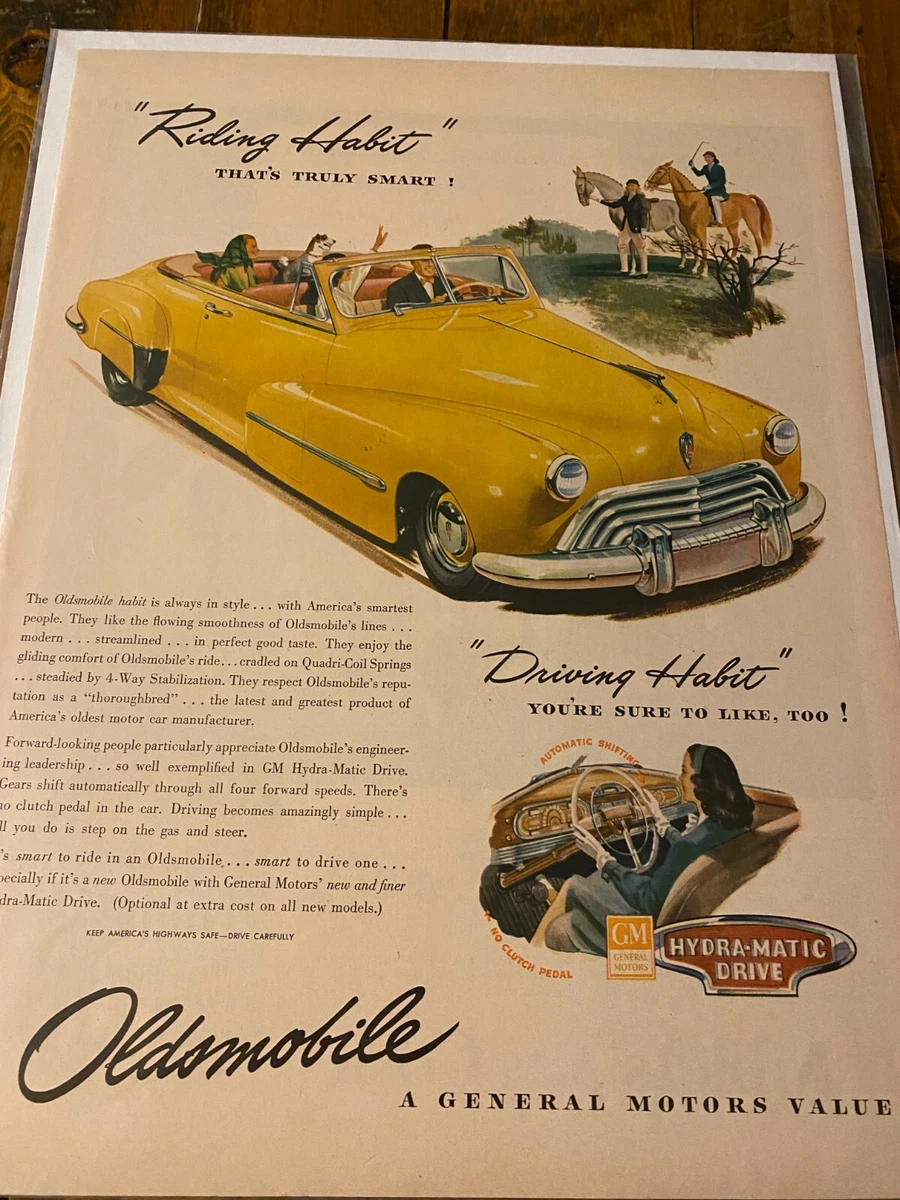 "Riding Habit"
THAT'S TRULY SMART !
The Oldsmobile habit is always in style . . . with America's smartest
people. They like the flowing smoothness of Oldsmobile's lines . . .
modern . . . streamlined . . . in perfect good taste. They enjoy the
gliding comfort of Oldsmobile's ride . . . cradled on Quadri-Coil Springs
. . . steadied by 4-Way Stabilization. They respect Oldsmobile's repu-
tation as a "thoroughbred" . . . the latest and greatest product of
America's oldest motor car manufacturer.
Forward-looking people particularly appreciate Oldsmobile's engineer-
ing leadership . . . so well exemplified in GM Hydra-Matic Drive.
Gears shift automatically through all four forward speeds. There's
no clutch pedal in the car. Driving becomes amazingly simple . . .
ll you do is step on the gas and steer.
's smart to ride in an Oldsmobile . . . smart to drive one . . .
pecially if it's a new Oldsmobile with General Motors' new and finer
dra-Matic Drive. (Optional at extra cost on all new models.)
KEEP AMERICA'S HIGHWAYS SAFE—DRIVE CAREFULLY
"Driving Habit"
YOU'RE SURE TO LIKE, TOO !
AUTOMATIC SHIFTING
NO CLUTCH PEDAL
GM
GENERAL
MOTORS
HYDRA-MATIC
DRIVE
Oldsmobile
A GENERAL MOTORS VALUE